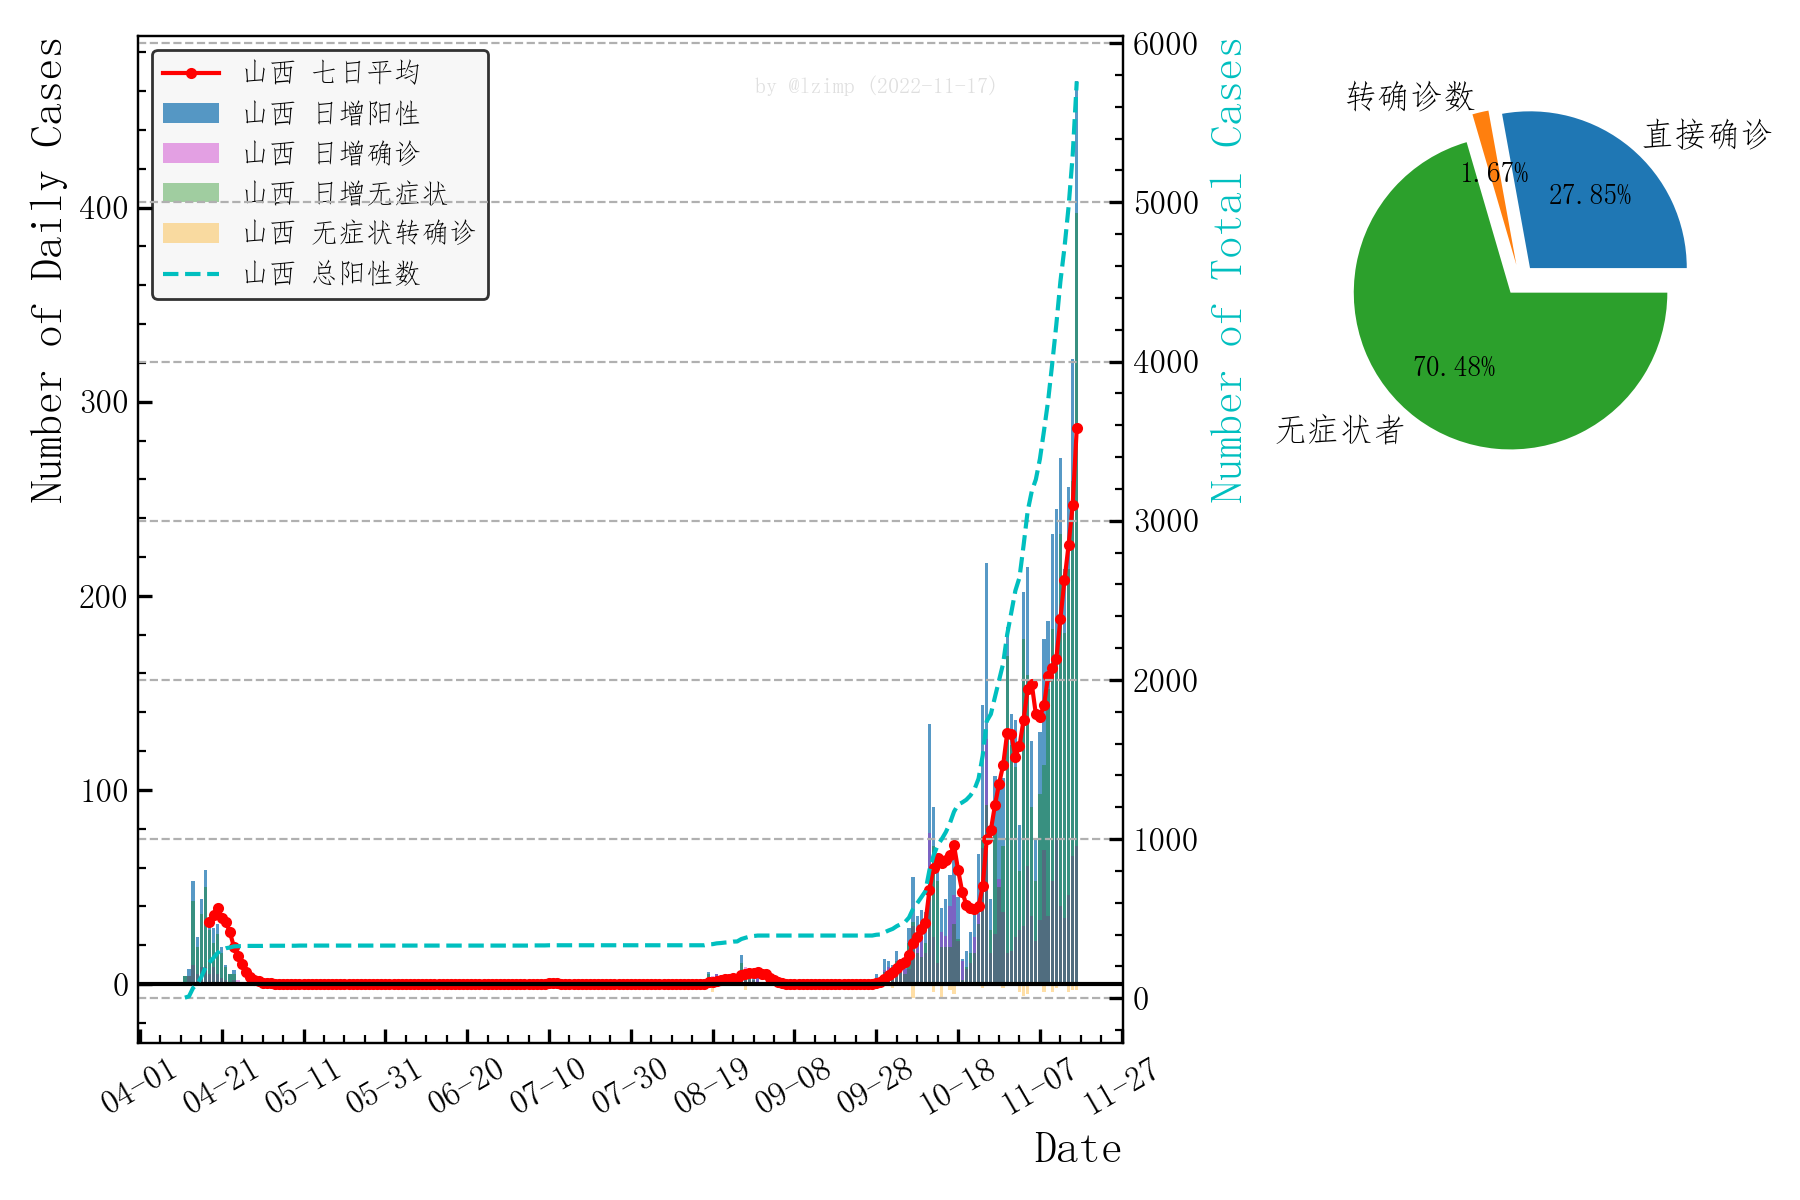 Number of Daily Cases
400
300
200
100
0
山西 七日平均
山西 日增阳性
山西 日增确诊
山西 日增无症状
山西 无症状转确诊
山西 总阳性数
by @lzimp (2022-11-17)
6000
5000
4000
3000
2000
1000
0
Number of Total Cases
04-01
04-21
05-11
05-31
06-20
07-10
07-30
08-19
09-08
09-28
10-18
11-07
11-27
Date
转确诊数
直接确诊
1.67%
27.85%
70.48%
无症状者